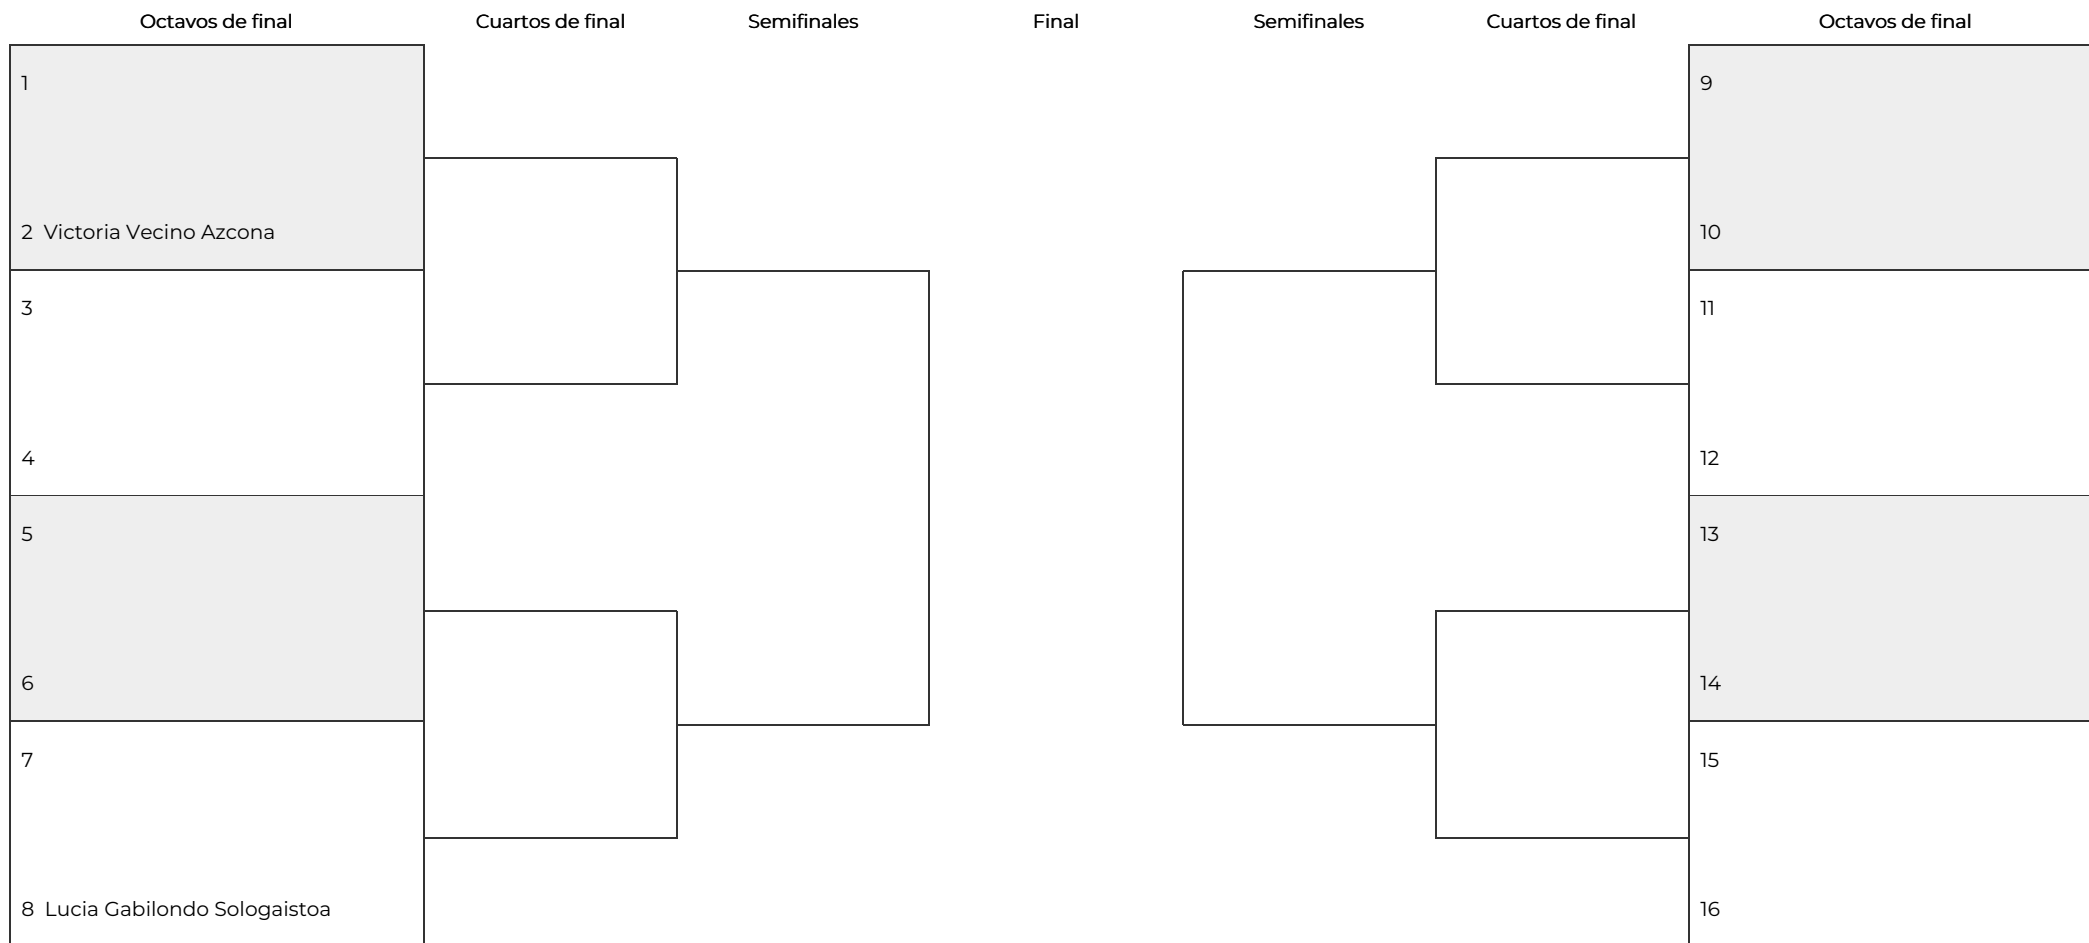 Octavos de final
Cuartos de final
Semifinales
Final
Semifinales
Cuartos de final
Octavos de final
1
2 Victoria Vecino Azcona
3
4
5
6
7
8 Lucia Gabilondo Sologaistoa
9
10
11
12
13
14
15
16